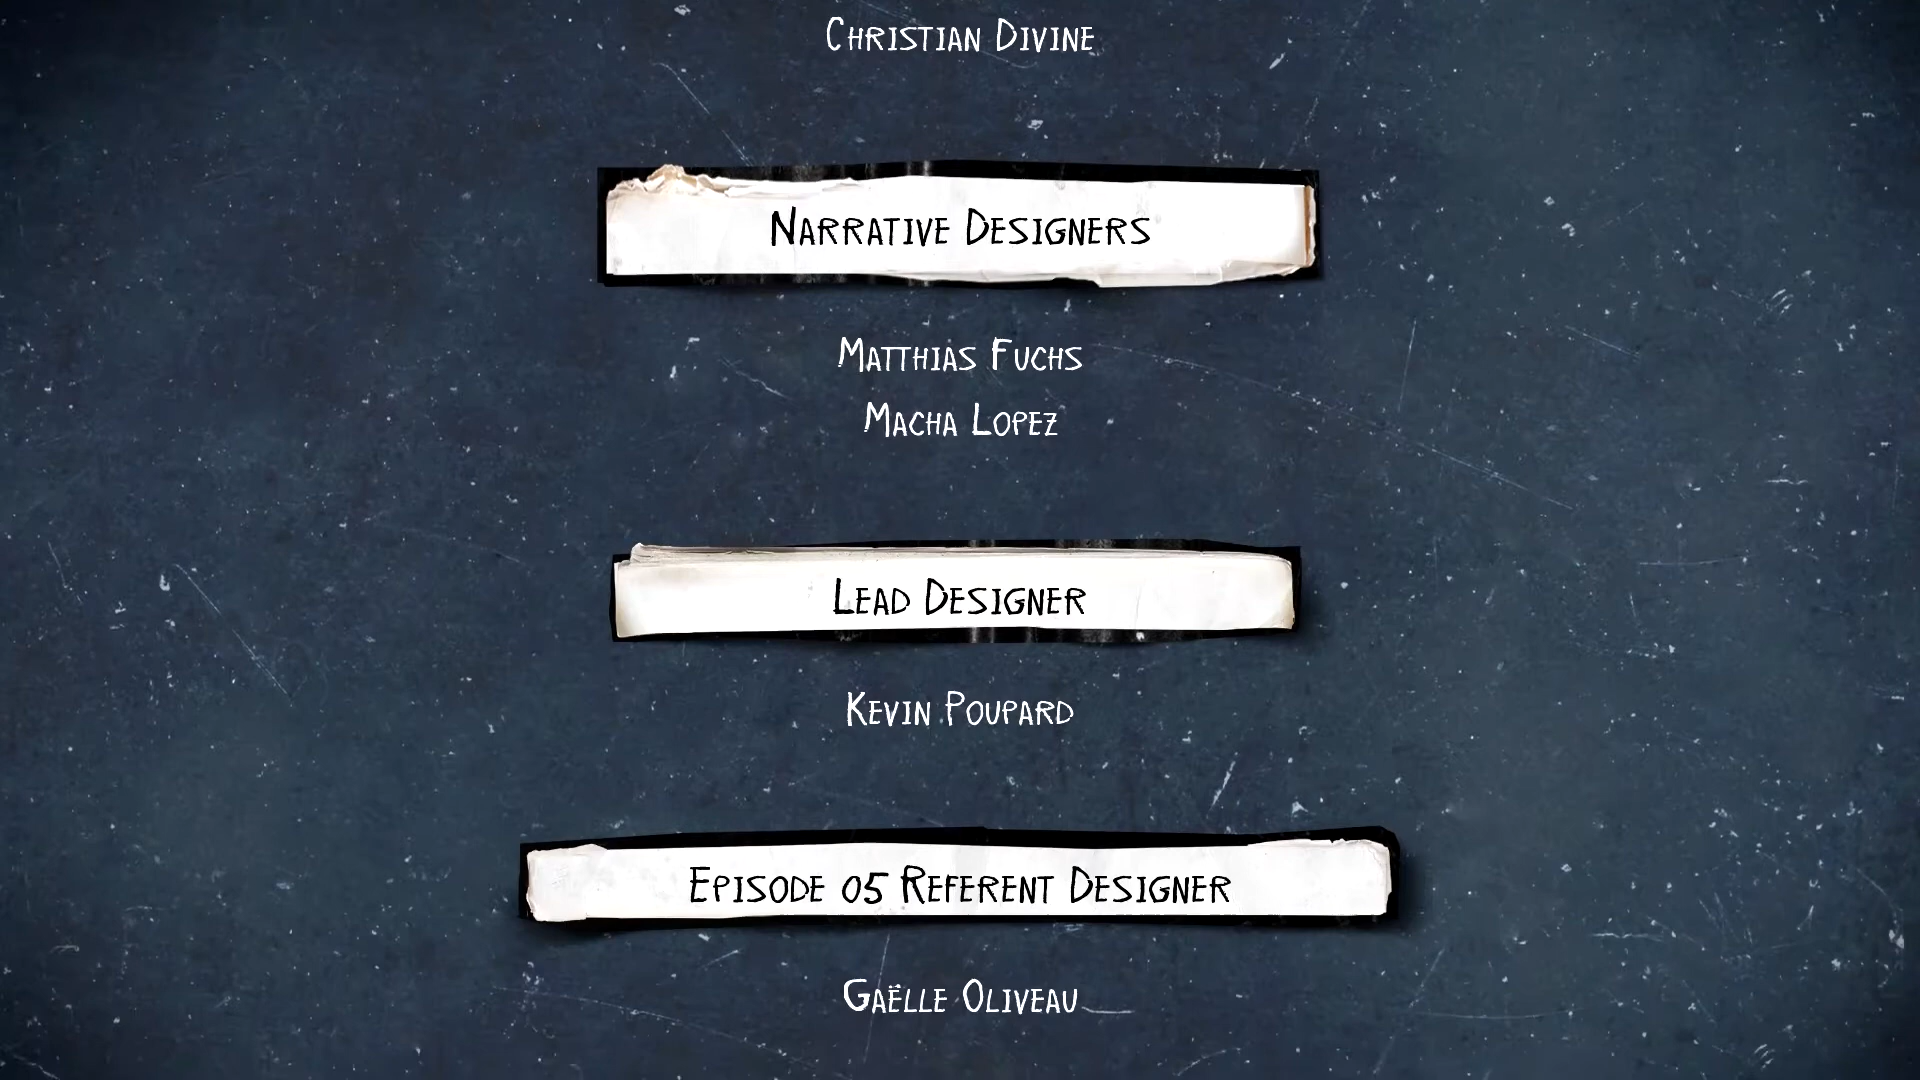 Christian Divine
Narrative Designers
Matthias Fuchs
Macha Lopez
Lead Designer
Kevin Poupard
Episode 05 Referent Designer
Gaëlle Oliveau